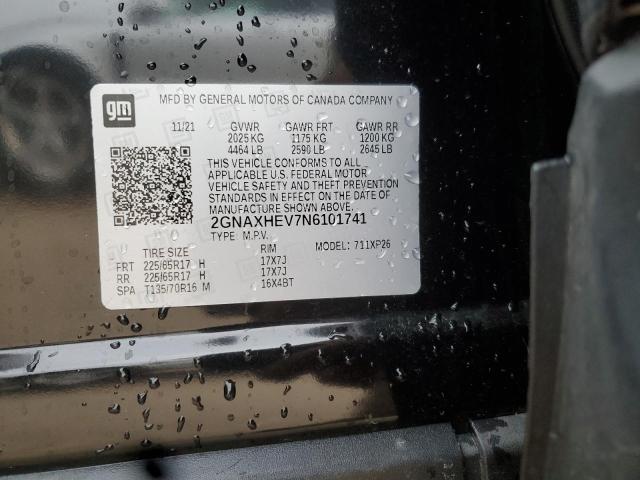 gm
MFD BY GENERAL MOTORS OF CANADA COMPANY
11/21 GVWR GAWR FRT GAWR RR
2025 KG 1175 KG 1200 KG
4464 LB 2590 LB 2645 LB
THIS VEHICLE CONFORMS TO ALL
APPLICABLE U.S. FEDERAL MOTOR
VEHICLE SAFETY AND THEFT PREVENTION
STANDARDS IN EFFECT ON THE DATE OF
MANUFACTURE SHOWN ABOVE.
2GNAXHEV7N6101741
TYPE: M.P.V. MODEL: 711XP26
TIRE SIZE RIM
FRT 225/65R17 H 17X7J
RR 225/65R17 H 17X7J
SPA T135/70R16 M 16X4BT